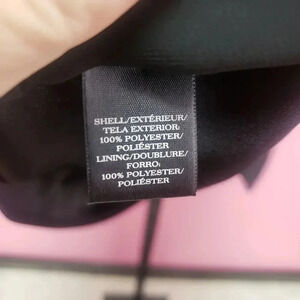 SHELL/EXTÉRIEUR/
TELA EXTERIOR:
100% POLYESTER/
POLIÉSTER
LINING/DOUBLURE/
FORRO:
100% POLYESTER/
POLIÉSTER